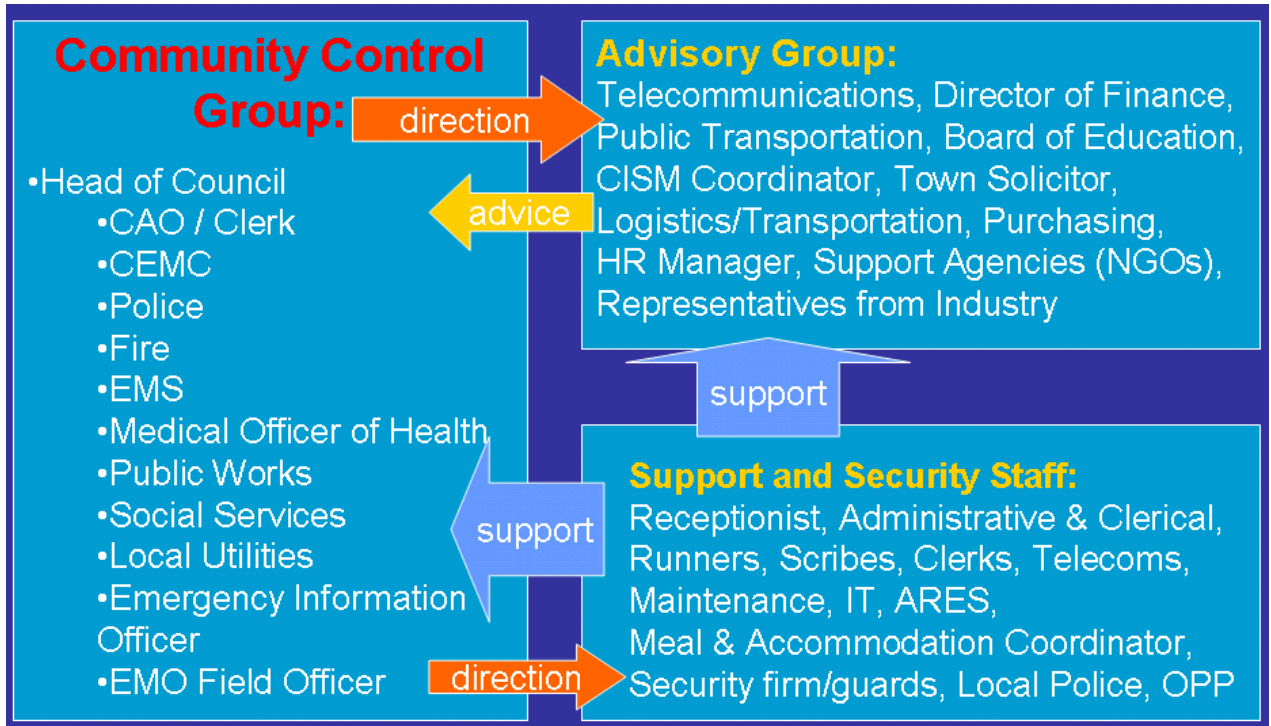 Community Control
Group:
direction
•Head of Council
•CAO / Clerk
•CEMC
•Police
•Fire
•EMS
•Medical Officer of Health
•Public Works
•Social Services
•Local Utilities
•Emergency Information
Officer
•EMO Field Officer
direction
advice
support
Advisory Group:
Telecommunications, Director of Finance,
Public Transportation, Board of Education,
CISM Coordinator, Town Solicitor,
Logistics/Transportation, Purchasing,
HR Manager, Support Agencies (NGOs),
Representatives from Industry
support
Support and Security Staff:
Receptionist, Administrative & Clerical,
Runners, Scribes, Clerks, Telecoms,
Maintenance, IT, ARES,
Meal & Accommodation Coordinator,
Security firm/guards, Local Police, OPP